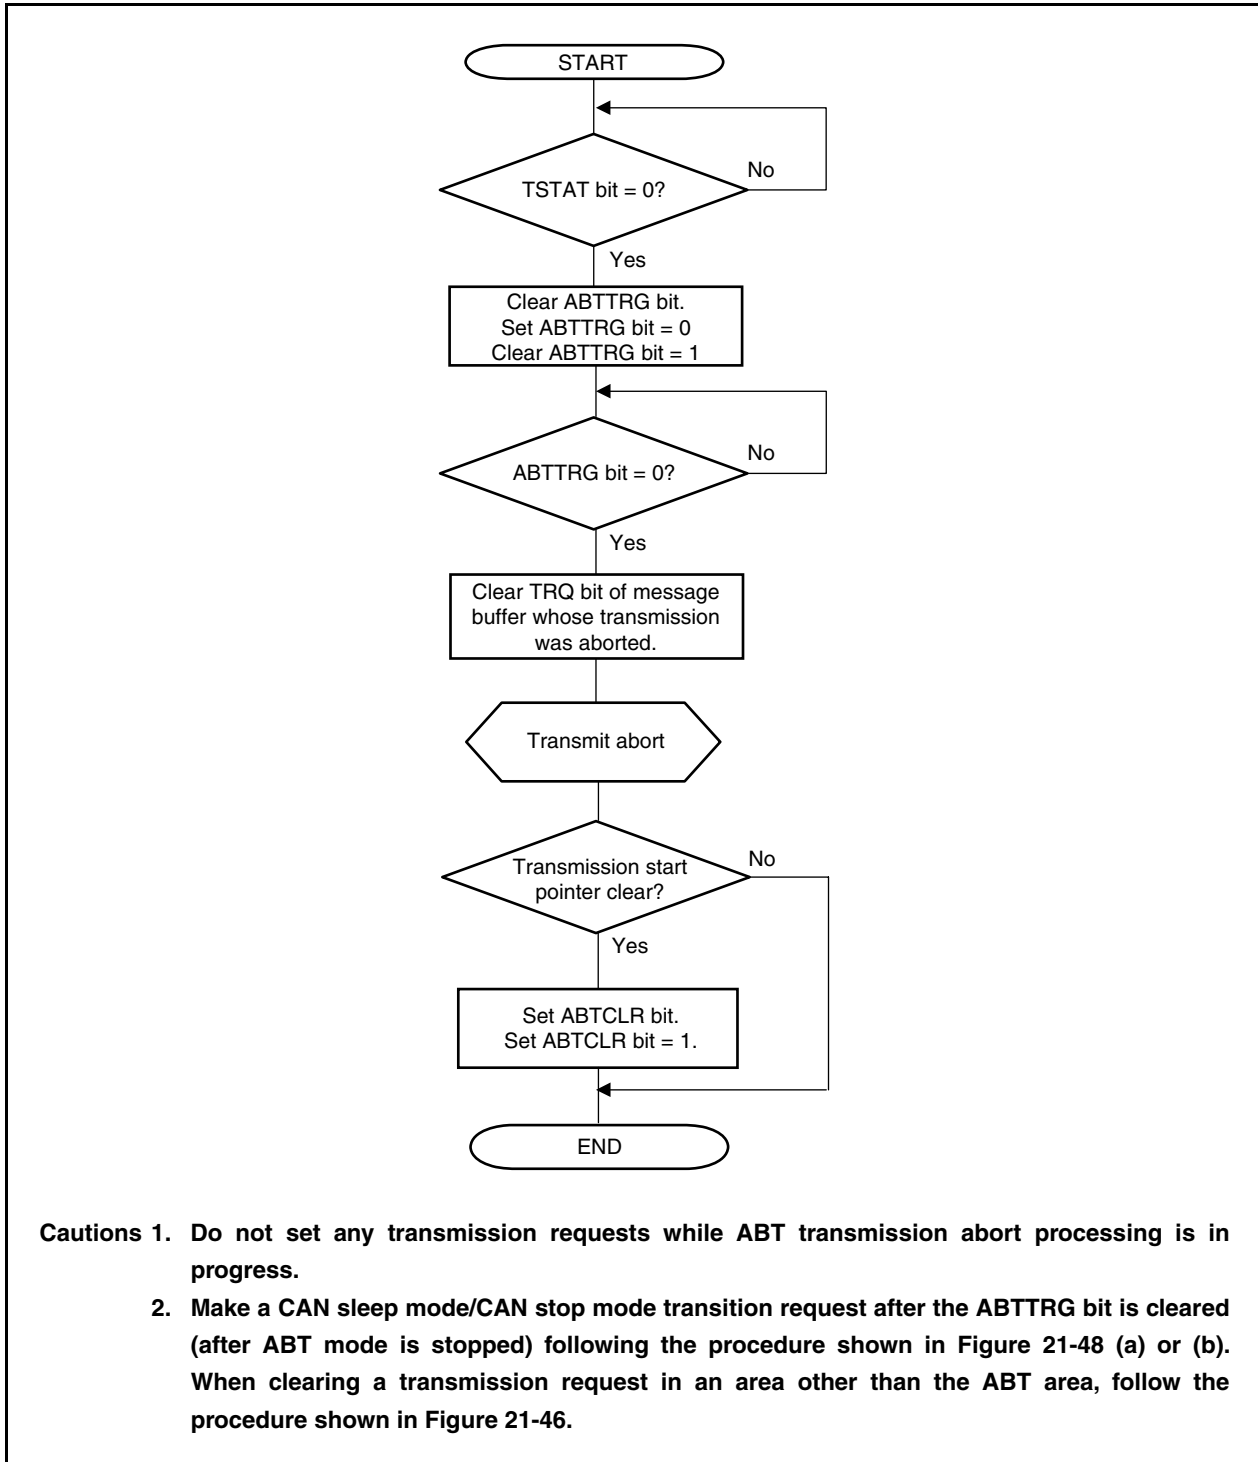 START
No
TSTAT bit = 0?
Yes
Clear ABTTRG bit.
Set ABTTRG bit = 0
Clear ABTTRG bit = 1
No
ABTTRG bit = 0?
Yes
Clear TRQ bit of message
buffer whose transmission
was aborted.
Transmit abort
No
Transmission start
pointer clear?
Yes
Set ABTCLR bit.
Set ABTCLR bit = 1.
END
Cautions 1. Do not set any transmission requests while ABT transmission abort processing is in
progress.
2. Make a CAN sleep mode/CAN stop mode transition request after the ABTTRG bit is cleared
(after ABT mode is stopped) following the procedure shown in Figure 21-48 (a) or (b).
When clearing a transmission request in an area other than the ABT area, follow the
procedure shown in Figure 21-46.